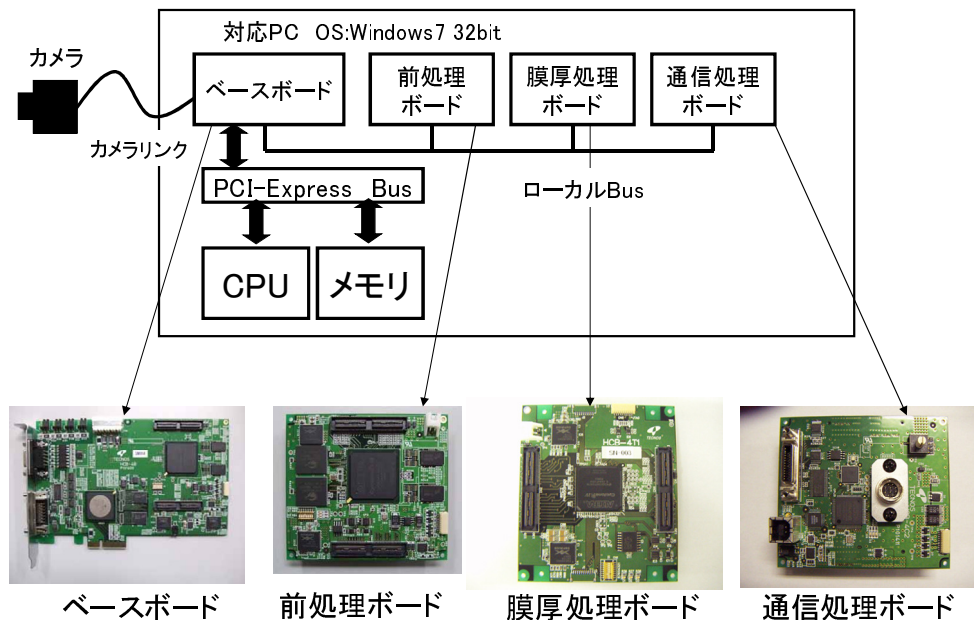 対応PC OS:Windows7 32bit
カメラ
ベースボード
前処理
ボード
膜厚処理
ボード
通信処理
ボード
カメラリンク
PCI-Express Bus
ローカルBus
CPU
メモリ
HCB-4T1
ベースボード
前処理ボード
膜厚処理ボード
通信処理ボード